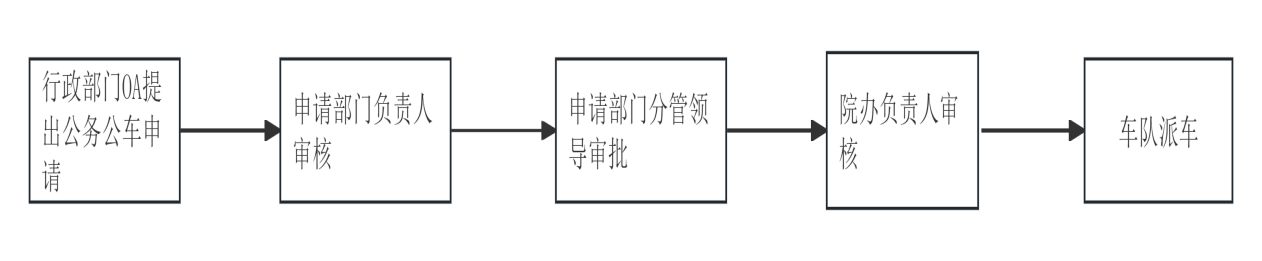 行政部门OA提
出公务公车申
请
申请部门负责人
审核
申请部门分管领
导审批
院办负责人审
核
车队派车